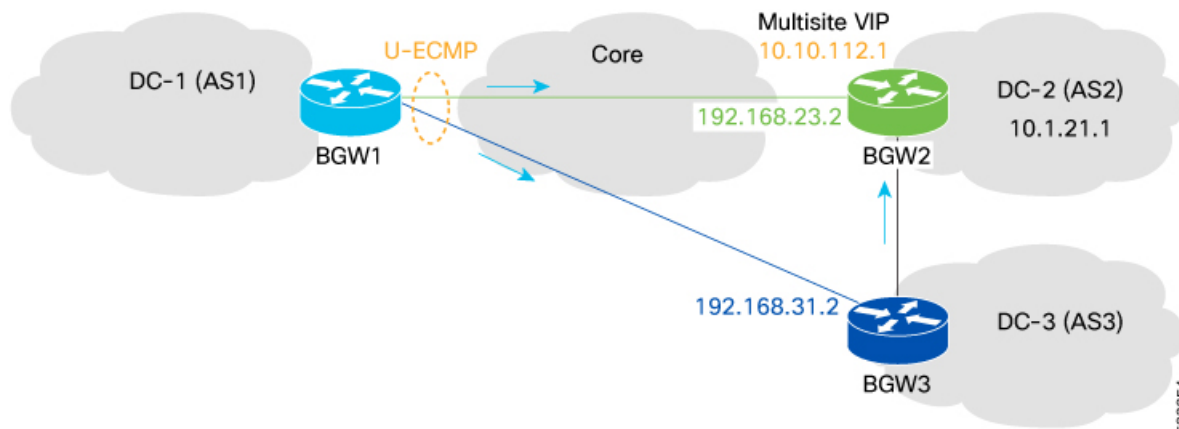 Multisite VIP
U-ECMP
10.10.112.1
Core
DC-1 (AS1)
DC-2 (AS2)
192.168.23.2
10.1.21.1
BGW1
BGW2
192.168.31.2
DC-3 (AS3)
BGW3